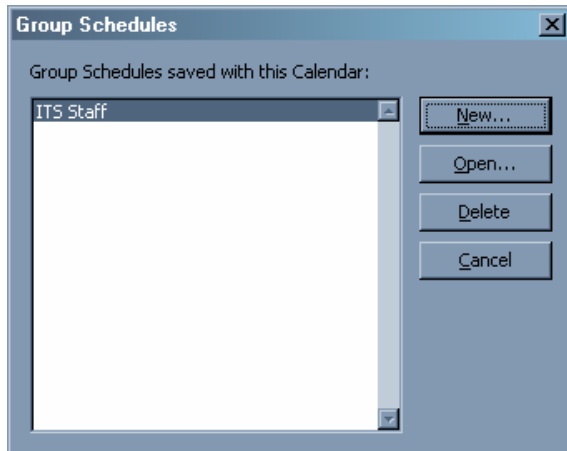 Group Schedules
Group Schedules saved with this Calendar:
ITS Staff
New...
Open...
Delete
Cancel